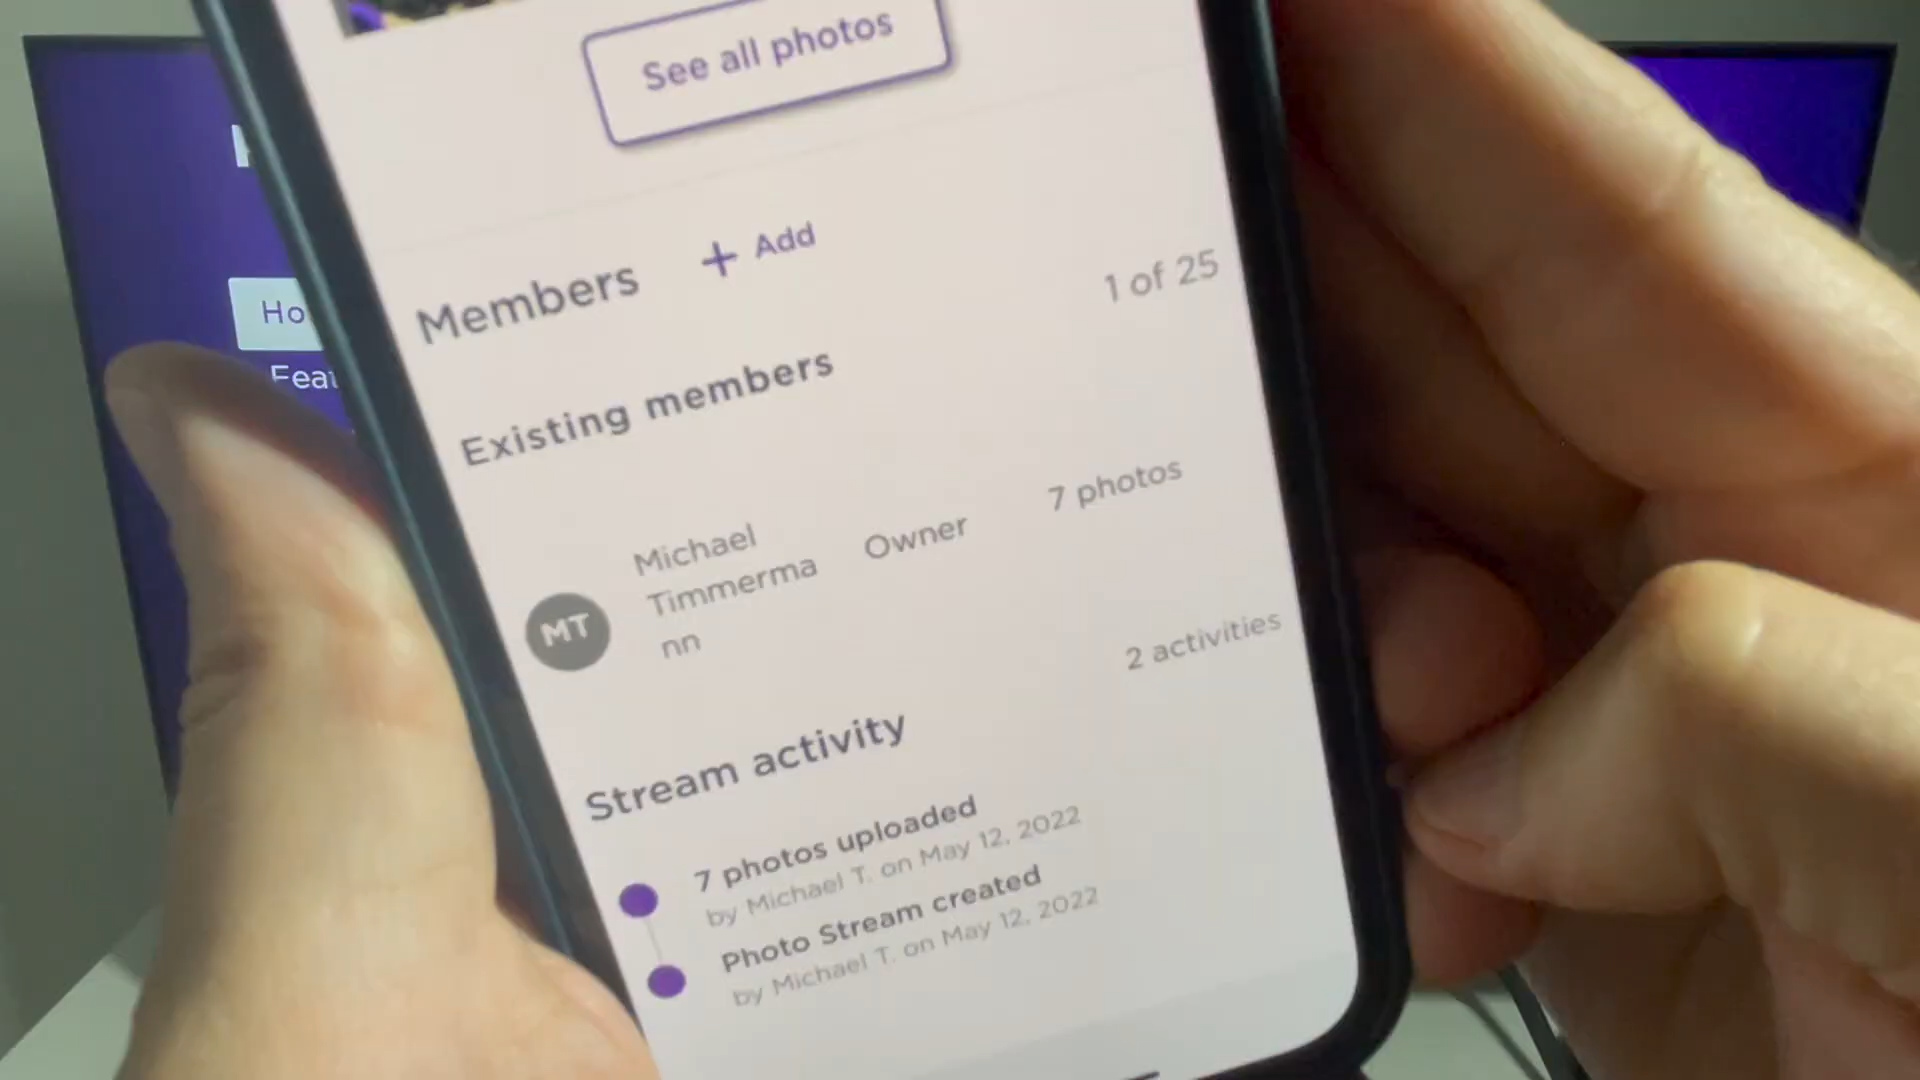 See all photos
Members
+ Add
1 of 25
Existing members
MT
Michael
Timmerma
nn
Owner
7 photos
2 activities
Stream activity
7 photos uploaded
by Michael T. on May 12, 2022
Photo Stream created
by Michael T. on May 12, 2022
Ho
Feat